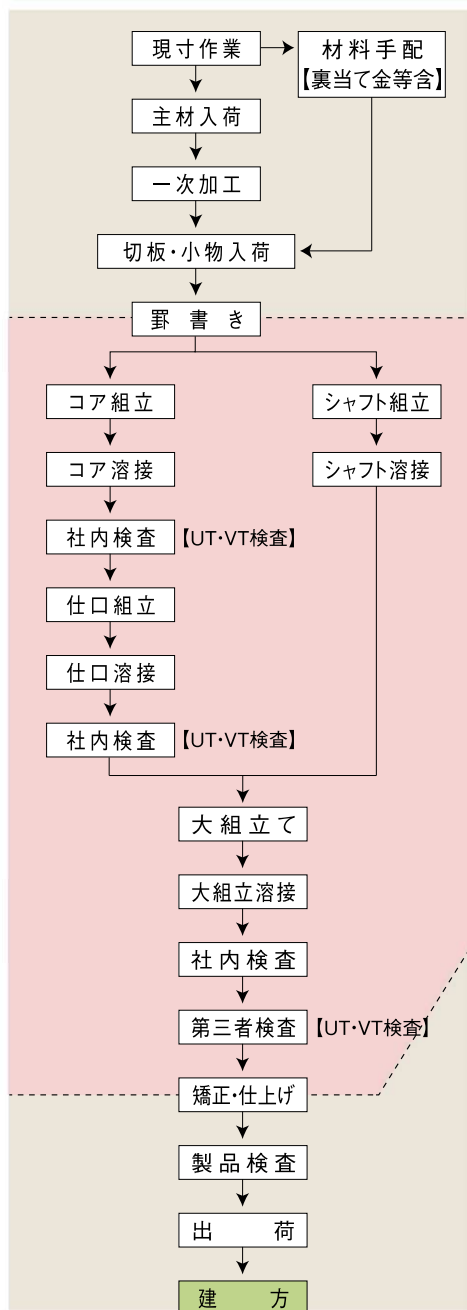 現寸作業
材料手配
【裏当て金等含】
主材入荷
一次加工
切板・小物入荷
罫書き
コア組立
シャフト組立
コア溶接
シャフト溶接
社内検査
【UT・VT検査】
仕口組立
仕口溶接
社内検査
【UT・VT検査】
大組立て
大組立溶接
社内検査
第三者検査
【UT・VT検査】
矯正・仕上げ
製品検査
出荷
建方